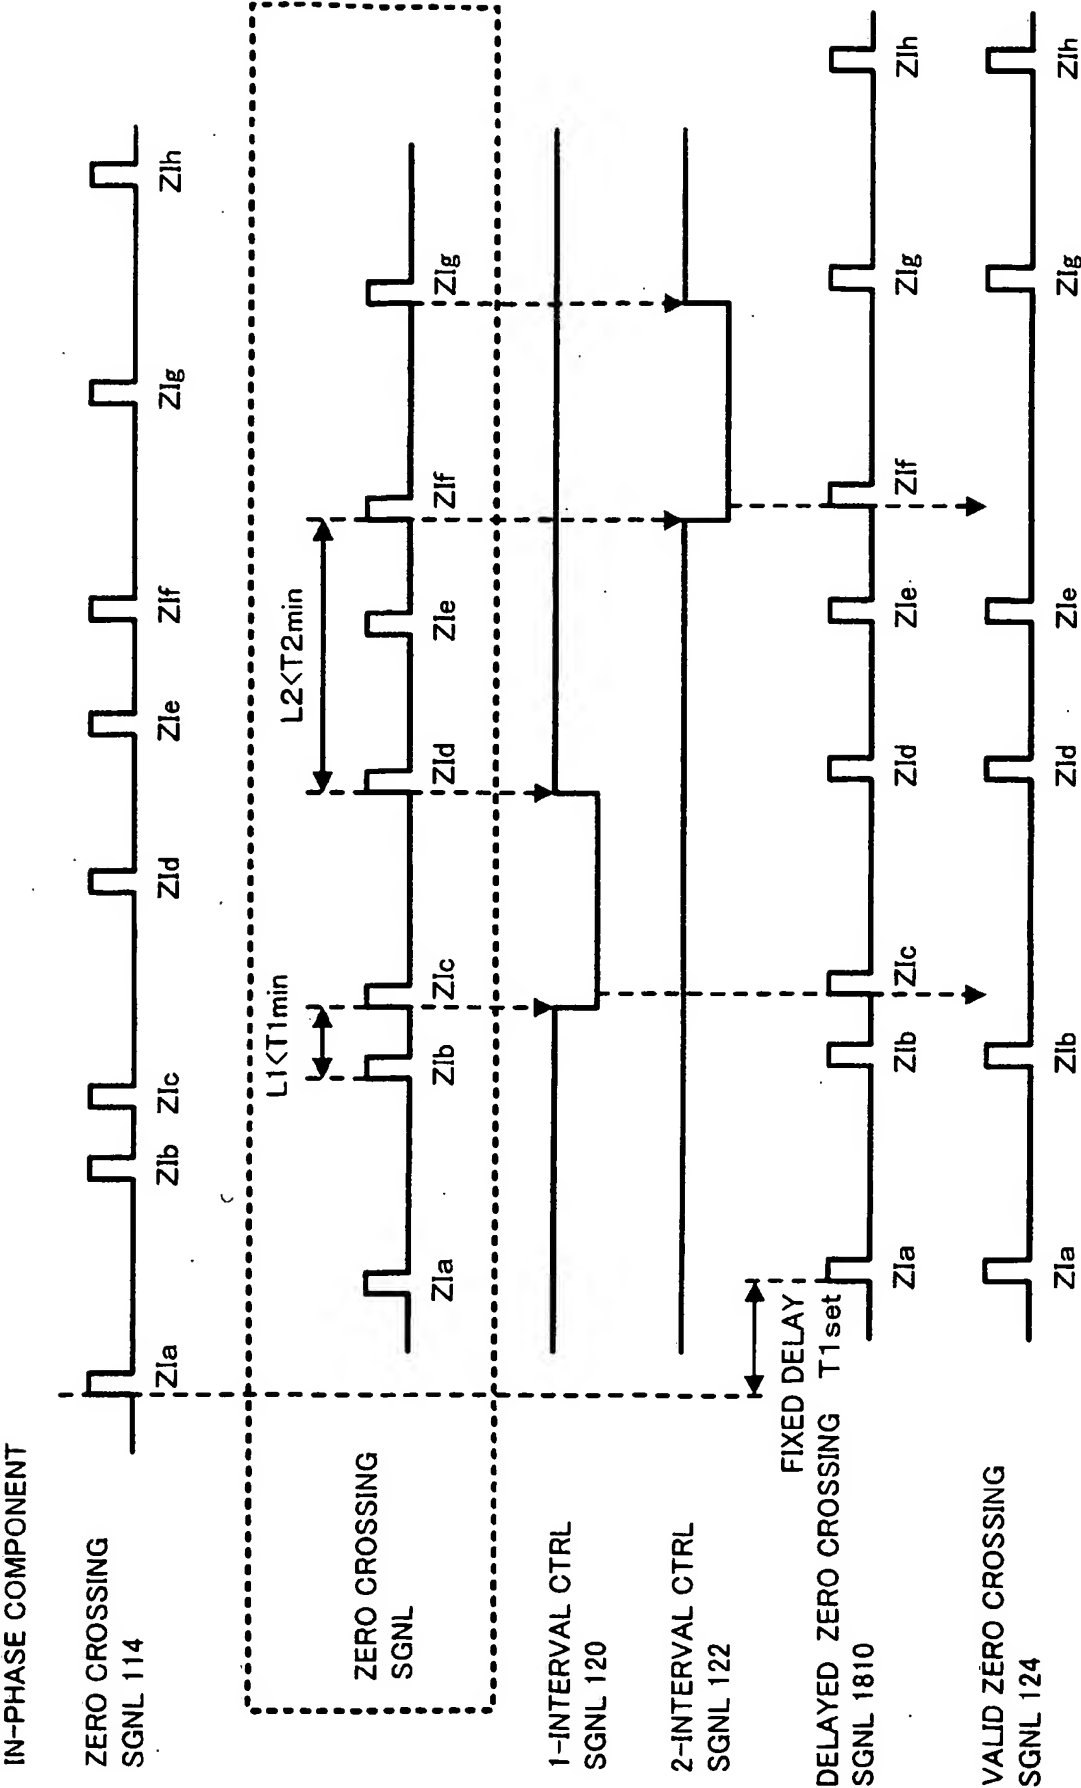 IN-PHASE COMPONENT
ZERO CROSSING
SGNL 114
ZIa ZIb ZIc ZId ZIe ZIf ZIg ZIh
L1<T1min
L2<T2min
ZERO CROSSING
SGNL
ZIa ZIb ZIc ZId ZIe ZIf ZIg
1-INTERVAL CTRL
SGNL 120
2-INTERVAL CTRL
SGNL 122
FIXED DELAY
T1set
DELAYED ZERO CROSSING
SGNL 1810
ZIa ZIb ZIc ZId ZIe ZIf ZIg ZIh
VALID ZERO CROSSING
SGNL 124
ZIa ZIb ZId ZIe ZIg ZIh